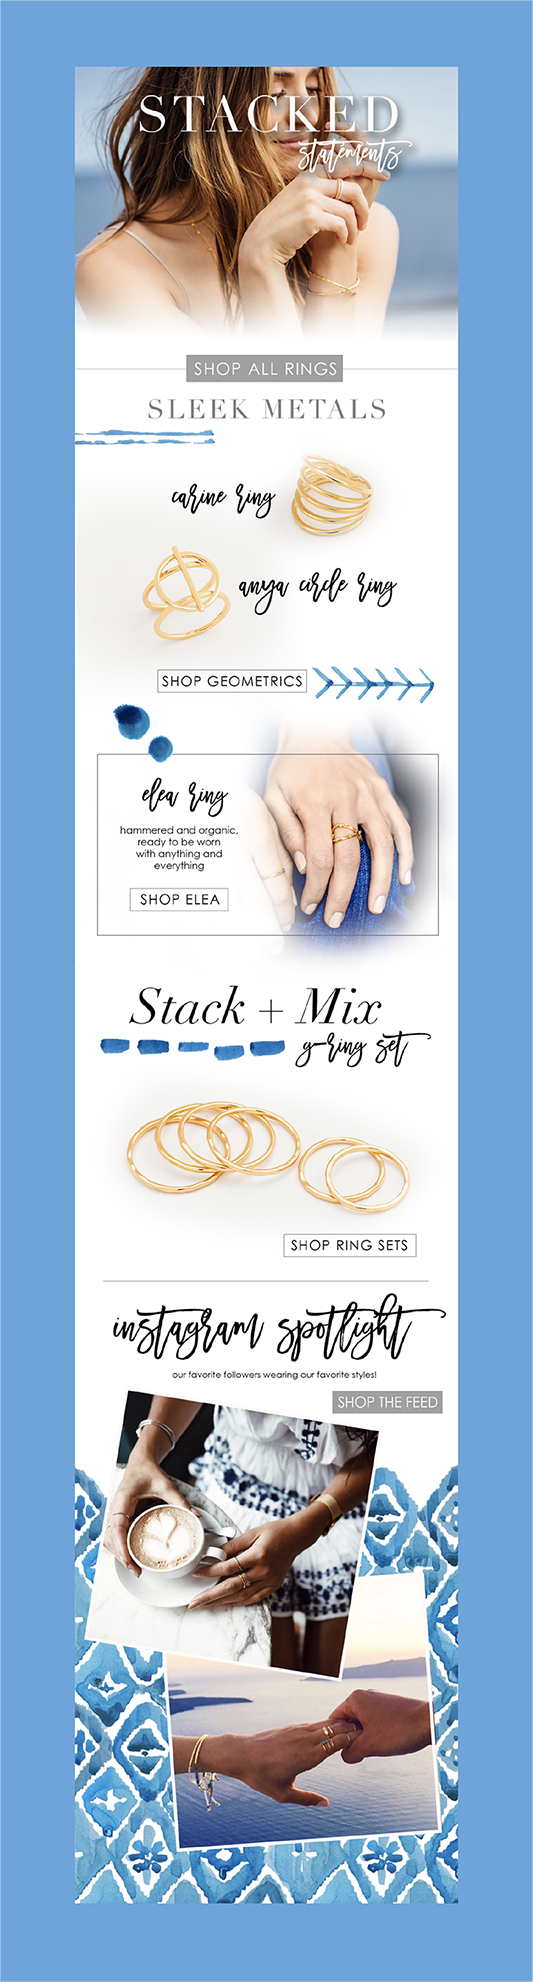 STACKED
statements
SHOP ALL RINGS
SLEEK METALS
carine ring
anya circle ring
SHOP GEOMETRICS
elea ring
hammered and organic,
ready to be worn
with anything and
everything
SHOP ELEA
Stack + Mix
g-ring set
SHOP RING SETS
instagram spotlight
our favorite followers wearing our favorite styles!
SHOP THE FEED